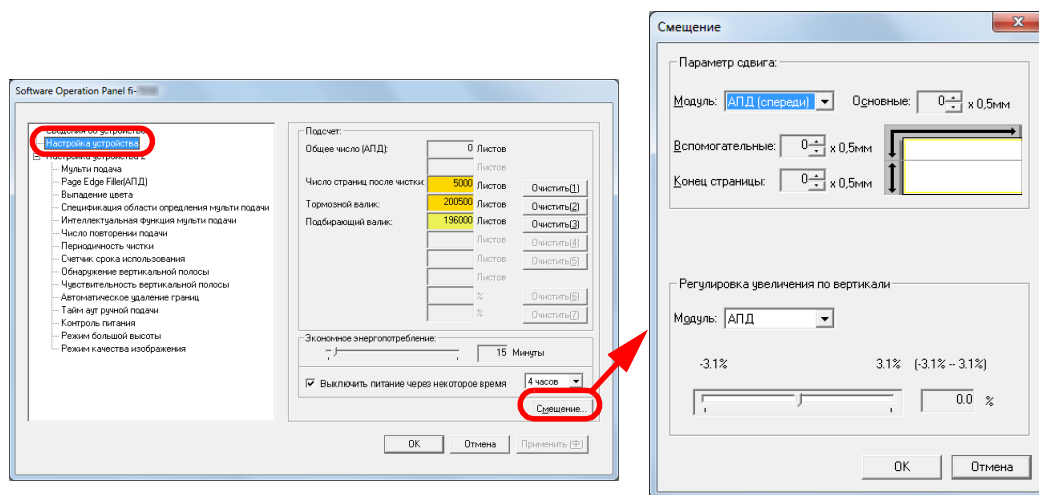 Software Operation Panel fi-
Сведения об устройстве
Настройка устройства
Настройка устройства 2
Мульти подача
Page Edge Filler(АПД)
Выпадение цвета
Спецификация области опредления мульти подачи
Интеллектуальная функция мульти подачи
Число повторении подачи
Периодичность чистки
Счетчик срока использования
Обнаружение вертикальной полосы
Чувствительность вертикальной полосы
Автоматическое удаление границ
Тайм аут ручной подачи
Контроль питания
Режим большой высоты
Режим качества изображения
Подсчет:
Общее число (АПД): 0 Листов
Листов
Число страниц после чистки: 5000 Листов Очистить(1)
Тормозной валик: 200500 Листов Очистить(2)
Подбирающий валик: 196000 Листов Очистить(3)
Листов Очистить(4)
Листов Очистить(5)
Листов
% Очистить(6)
% Очистить(7)
Экономное энергопотребление:
15 Минуты
Выключить питание через некоторое время 4 часов
Смещение...
OK Отмена Применить (Ф)
Смещение
Параметр сдвига:
Модуль: АПД (спереди) Основные: 0 x 0,5мм
Вспомогательные: 0 x 0,5мм
Конец страницы: 0 x 0,5мм
Регулировка увеличения по вертикали
Модуль: АПД
-3.1% 3.1% (-3.1% -- 3.1%)
0.0 %
OK Отмена